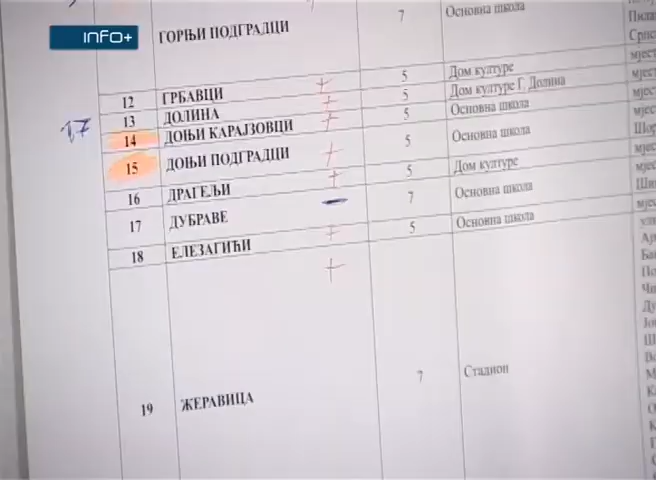 INFO+
ГОРЊИ ПОДГРАДЦИ 7 Основна школа
12 ГРБАВЦИ + 5 Дом културе
13 ДОЛИНА + 5 Дом културе Г. Долина
17 14 ДОЊИ КАРАЈЗОВЦИ + 5 Основна школа
15 ДОЊИ ПОДГРАДЦИ + 5 Основна школа
16 ДРАГЕЉИ + 5 Дом културе
17 ДУБРАВЕ - 7 Основна школа
18 ЕЛЕЗАГИЋИ + 5 Основна школа
19 ЖЕРАВИЦА + 7 Стадион